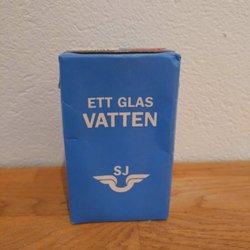 ETT GLAS
VATTEN
SJ